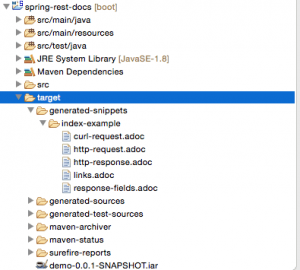 spring-rest-docs [boot]
src/main/java
src/main/resources
src/test/java
JRE System Library [JavaSE-1.8]
Maven Dependencies
src
target
generated-snippets
index-example
curl-request.adoc
http-request.adoc
http-response.adoc
links.adoc
response-fields.adoc
generated-sources
generated-test-sources
maven-archiver
maven-status
surefire-reports
demo-0.0.1-SNAPSHOT.jar